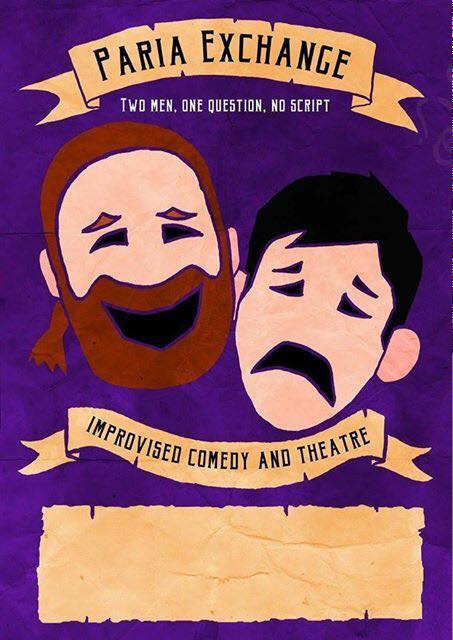 PARIA EXCHANGE
TWO MEN, ONE QUESTION, NO SCRIPT
IMPROVISED COMEDY AND THEATRE